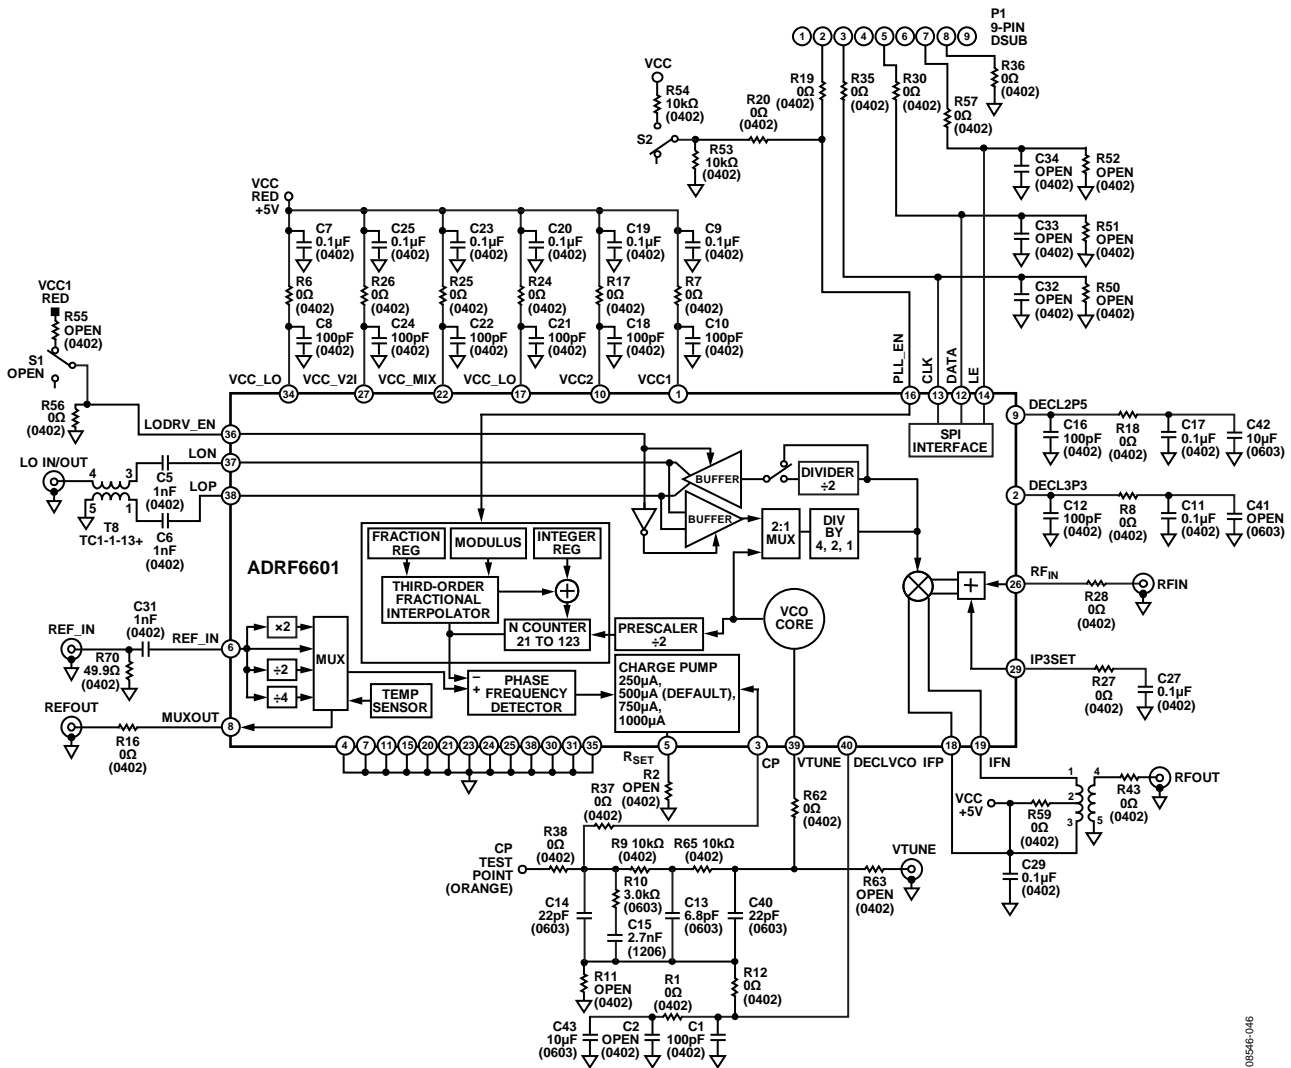 P1
9-PIN
DSUB
1 2 3 4 5 6 7 8 9
VCC
R54
10kΩ
(0402)
S2
R53
10kΩ
(0402)
R20
0Ω
(0402)
R19
0Ω
(0402)
R35
0Ω
(0402)
R30
0Ω
(0402)
R57
0Ω
(0402)
R36
0Ω
(0402)
C34
OPEN
(0402)
R52
OPEN
(0402)
C33
OPEN
(0402)
R51
OPEN
(0402)
C32
OPEN
(0402)
R50
OPEN
(0402)
VCC
RED
+5V
C7
0.1µF
(0402)
C25
0.1µF
(0402)
C23
0.1µF
(0402)
C20
0.1µF
(0402)
C19
0.1µF
(0402)
C9
0.1µF
(0402)
R6
0Ω
(0402)
R26
0Ω
(0402)
R25
0Ω
(0402)
R24
0Ω
(0402)
R17
0Ω
(0402)
R7
0Ω
(0402)
C8
100pF
(0402)
C24
100pF
(0402)
C22
100pF
(0402)
C21
100pF
(0402)
C18
100pF
(0402)
C10
100pF
(0402)
VCC_LO
34
VCC_V2I
27
VCC_MIX
22
VCC_LO
17
VCC2
10
VCC1
1
PLL_EN
16
CLK
13
DATA
12
LE
14
VCC1
RED
R55
OPEN
(0402)
S1
OPEN
R56
0Ω
(0402)
LODRV_EN
36
LO IN/OUT
4
3
5
1
T8
TC1-1-13+
C5
1nF
(0402)
C6
1nF
(0402)
LON
37
LOP
38
SPI
INTERFACE
9
DECL2P5
C16
100pF
(0402)
R18
0Ω
(0402)
C17
0.1µF
(0402)
C42
10µF
(0603)
2
DECL3P3
C12
100pF
(0402)
R8
0Ω
(0402)
C11
0.1µF
(0402)
C41
OPEN
(0603)
BUFFER
BUFFER
DIVIDER
÷2
2:1
MUX
DIV
BY
4, 2, 1
ADRF6601
FRACTION
REG
MODULUS
INTEGER
REG
THIRD-ORDER
FRACTIONAL
INTERPOLATOR
+
N COUNTER
21 TO 123
PRESCALER
÷2
VCO
CORE
+
26
RFIN
R28
0Ω
(0402)
RFIN
29
IP3SET
R27
0Ω
(0402)
C27
0.1µF
(0402)
REF_IN
R70
49.9Ω
(0402)
C31
1nF
(0402)
REF_IN
6
×2
÷2
÷4
MUX
TEMP
SENSOR
–
+
PHASE
FREQUENCY
DETECTOR
CHARGE PUMP
250µA,
500µA (DEFAULT),
750µA,
1000µA
REFOUT
R16
0Ω
(0402)
MUXOUT
8
4 7 11 15 20 21 23 24 25 38 30 31 35
RSET
5
3
CP
39
VTUNE
40
DECLVCO
18
IFP
19
IFN
R2
OPEN
(0402)
R37
0Ω
(0402)
R62
0Ω
(0402)
CP
TEST
POINT
(ORANGE)
R38
0Ω
(0402)
R9 10kΩ
(0402)
R65 10kΩ
(0402)
VTUNE
R63
OPEN
(0402)
C14
22pF
(0603)
R10
3.0kΩ
(0603)
C15
2.7nF
(1206)
C13
6.8pF
(0603)
C40
22pF
(0603)
R11
OPEN
(0402)
R1
0Ω
(0402)
R12
0Ω
(0402)
C43
10µF
(0603)
C2
OPEN
(0402)
C1
100pF
(0402)
VCC
+5V
R59
0Ω
(0402)
C29
0.1µF
(0402)
1
2
3
4
5
R43
0Ω
(0402)
RFOUT
08546-046